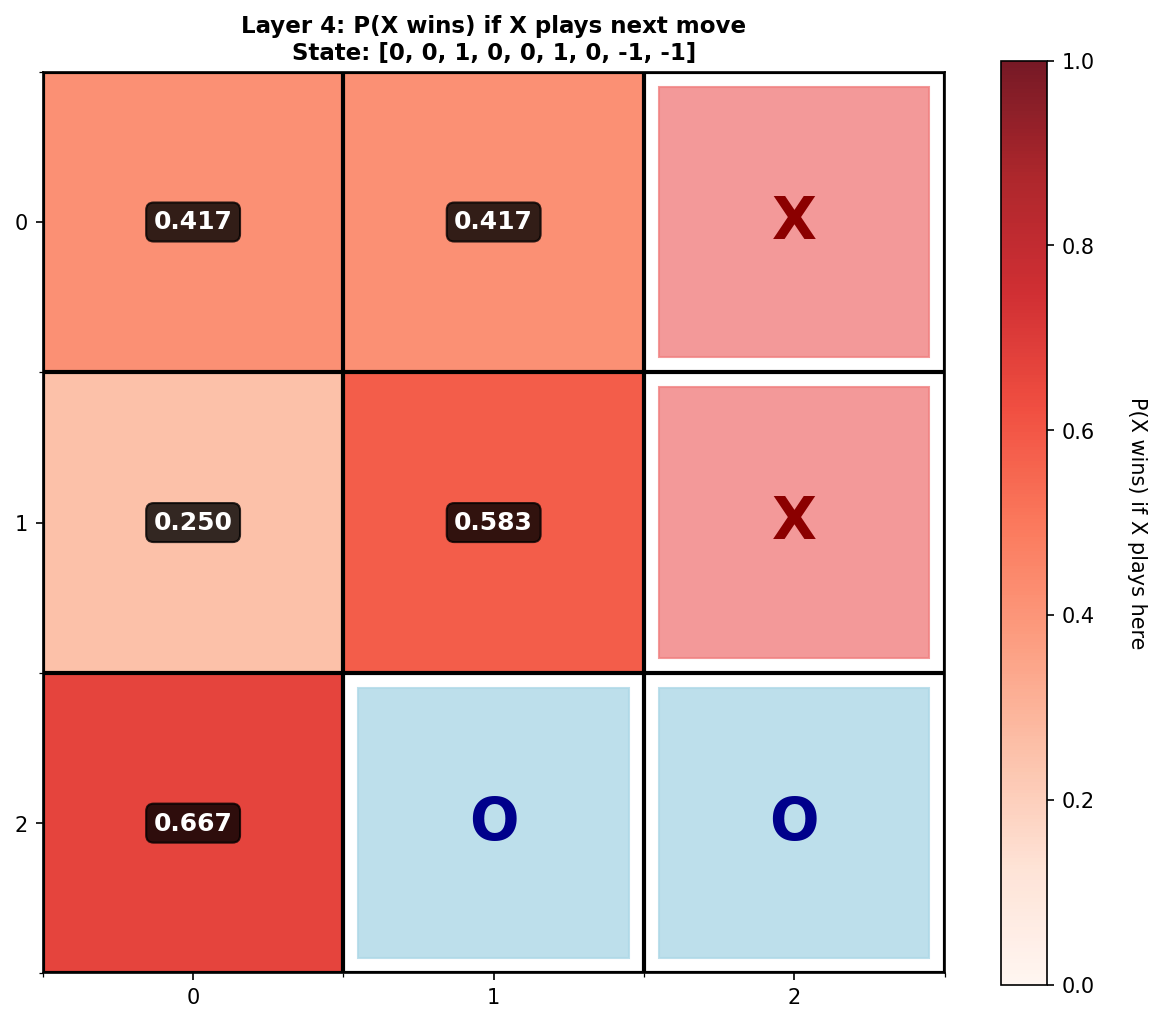 Layer 4: P(X wins) if X plays next move
State: [0, 0, 1, 0, 0, 1, 0, -1, -1]
0.417 0.417 X
0.250 0.583 X
0.667 O O
0
1
2
0 1 2
1.0
0.8
0.6
0.4
0.2
0.0
P(X wins) if X plays here